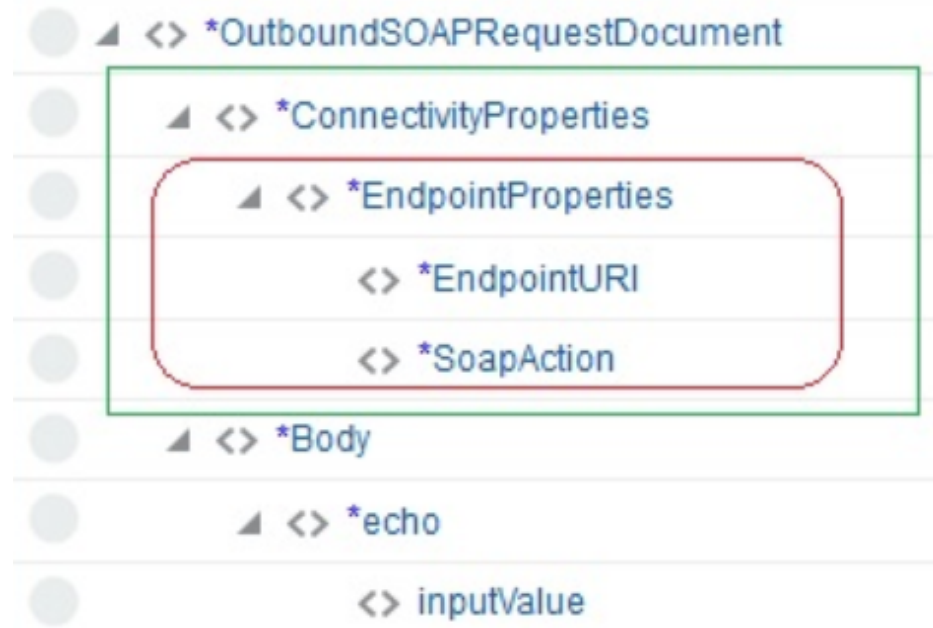 <> *OutboundSOAPRequestDocument
<> *ConnectivityProperties
<> *EndpointProperties
<> *EndpointURI
<> *SoapAction
<> *Body
<> *echo
<> inputValue